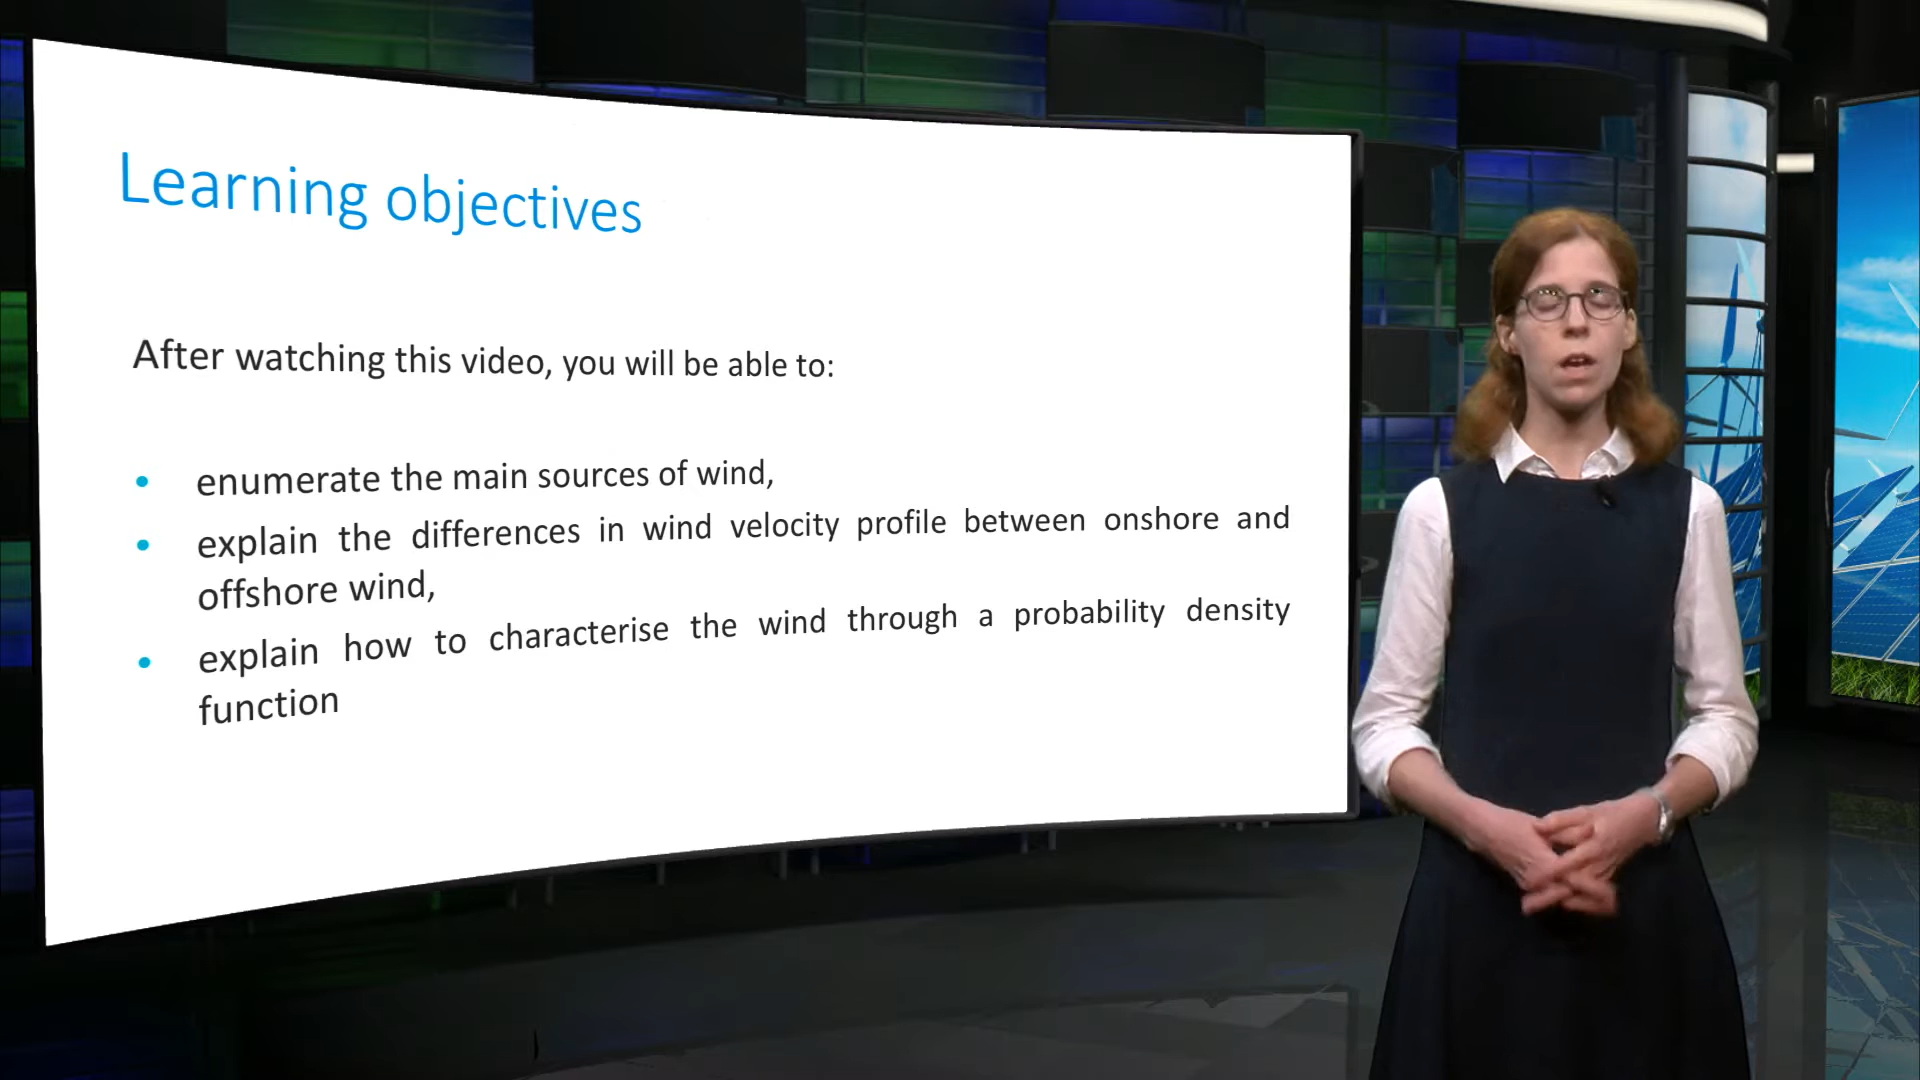 Learning objectives
After watching this video, you will be able to:
• enumerate the main sources of wind,
• explain the differences in wind velocity profile between onshore and
offshore wind,
• explain how to characterise the wind through a probability density
function